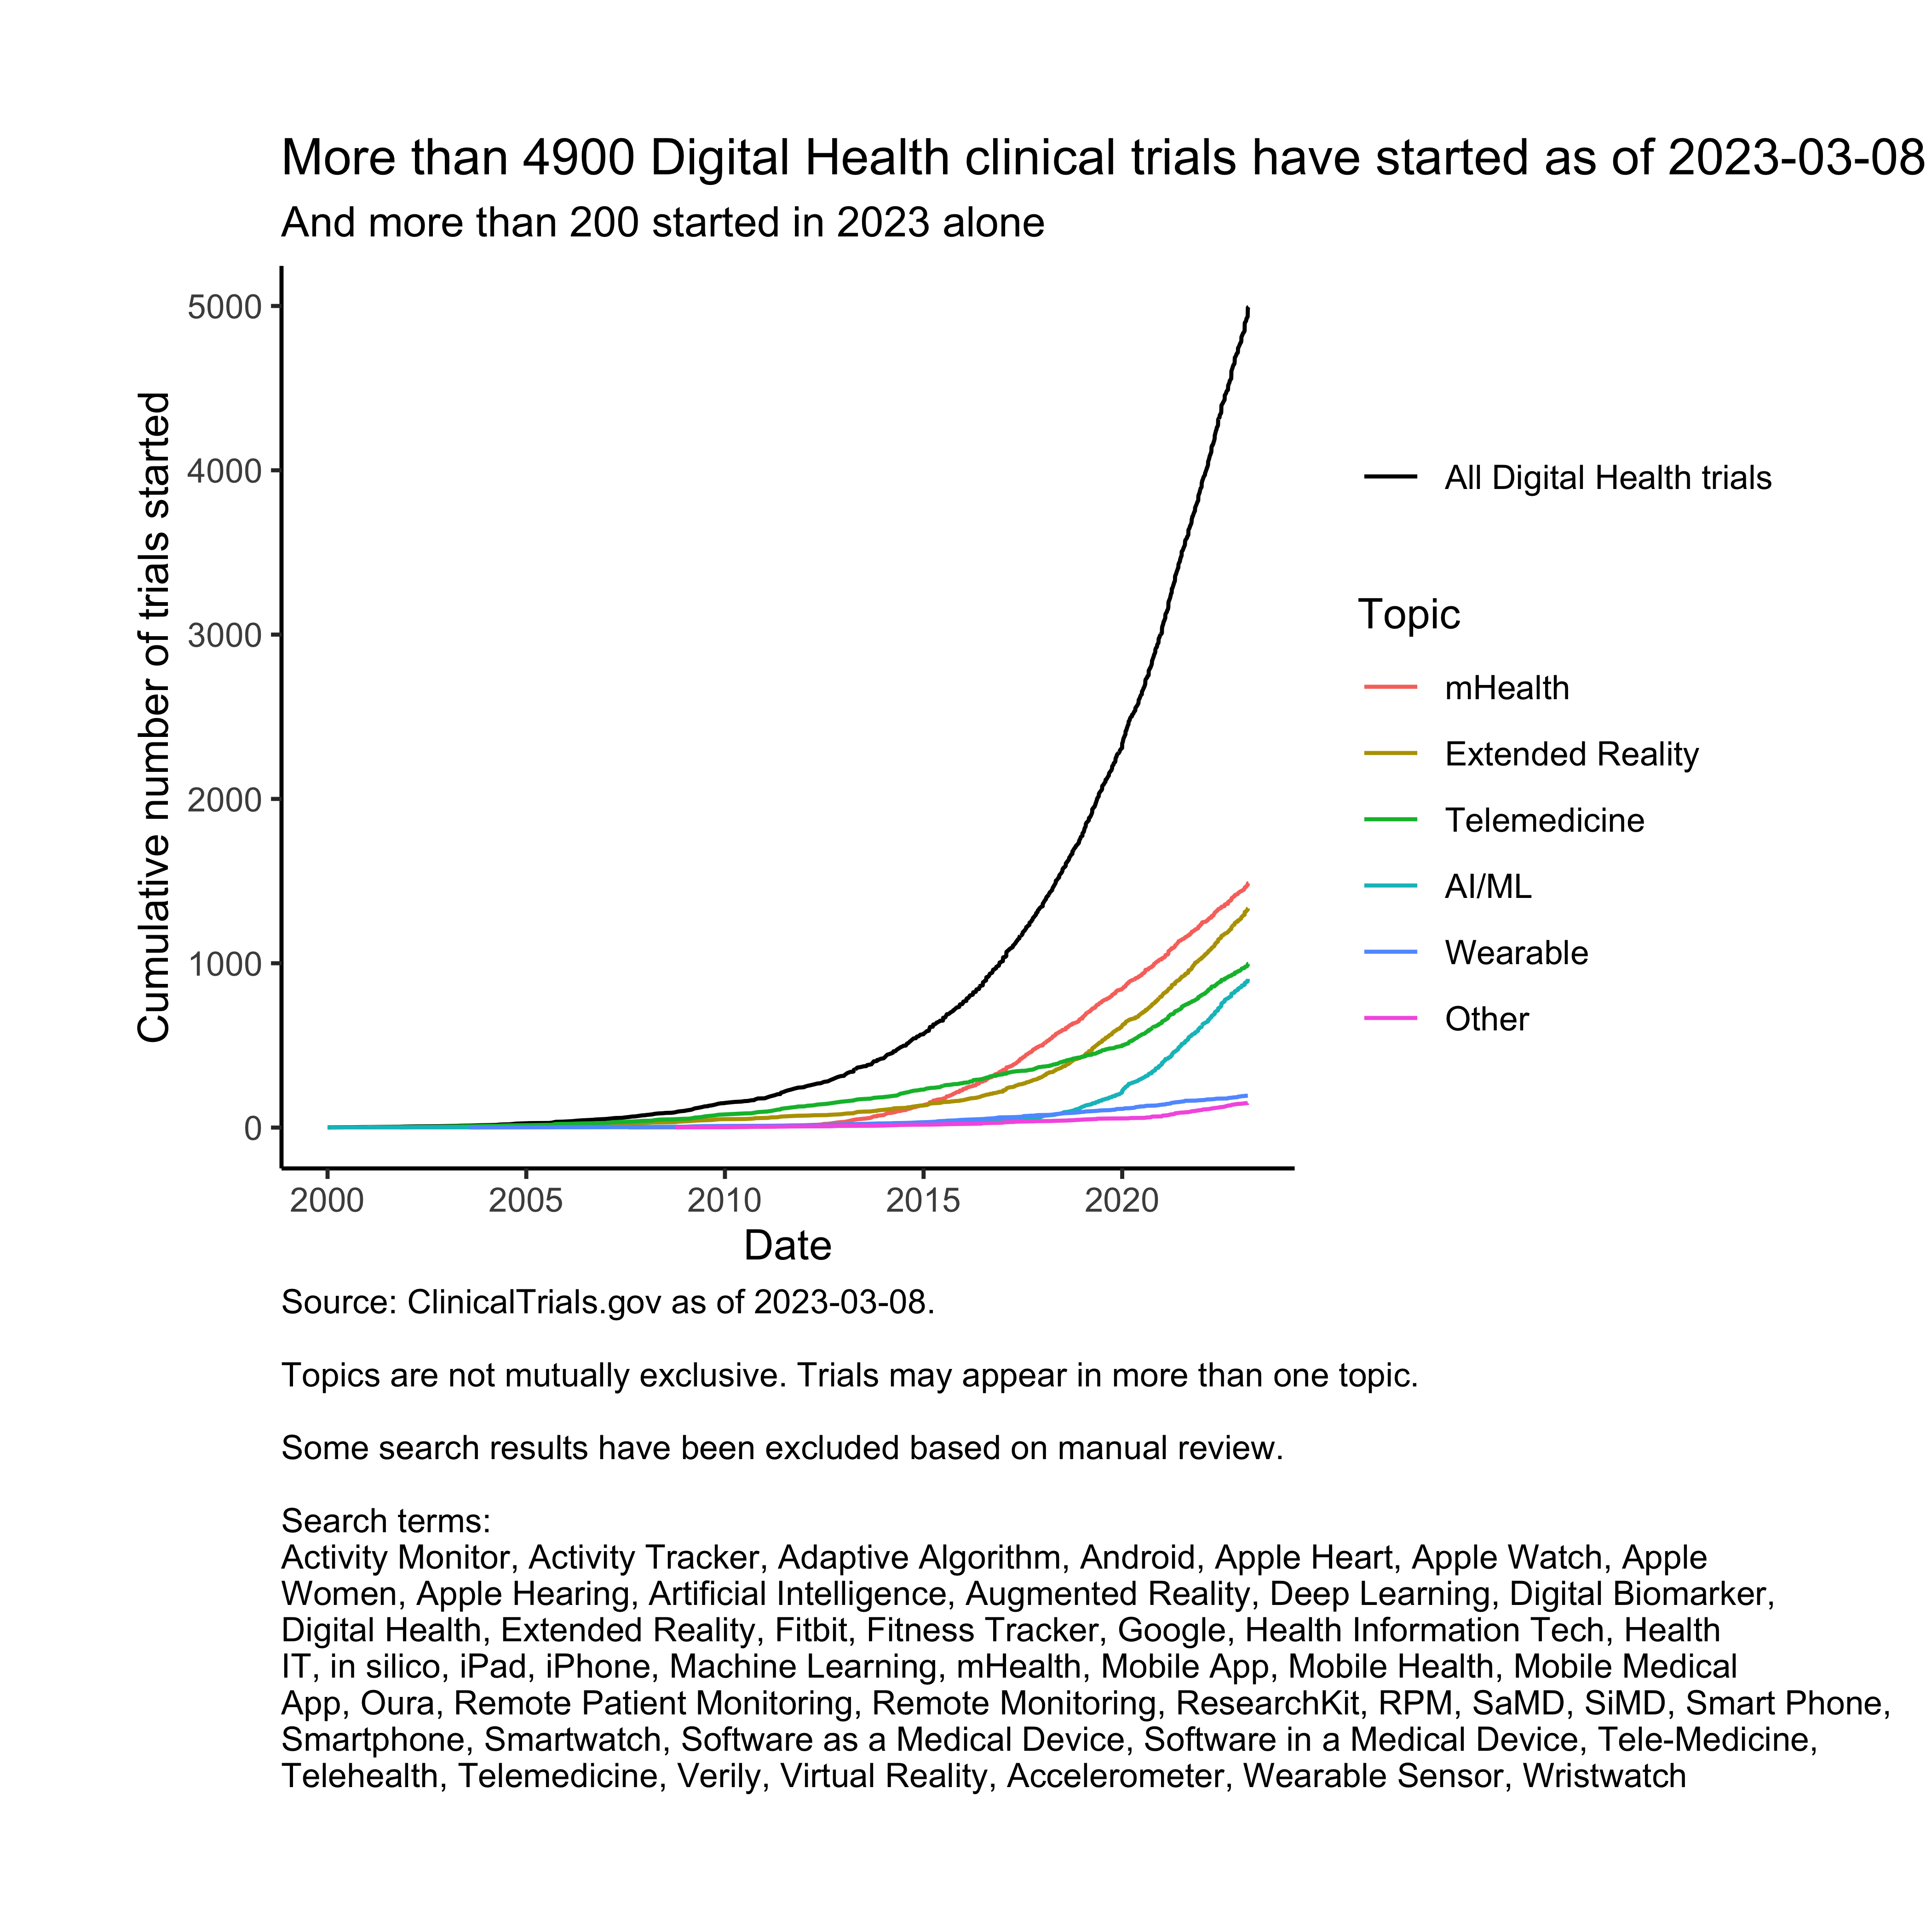 More than 4900 Digital Health clinical trials have started as of 2023-03-08
And more than 200 started in 2023 alone
Cumulative number of trials started
5000
4000
3000
2000
1000
0
2000
2005
2010
2015
2020
Date
All Digital Health trials
Topic
mHealth
Extended Reality
Telemedicine
AI/ML
Wearable
Other
Source: ClinicalTrials.gov as of 2023-03-08.
Topics are not mutually exclusive. Trials may appear in more than one topic.
Some search results have been excluded based on manual review.
Search terms:
Activity Monitor, Activity Tracker, Adaptive Algorithm, Android, Apple Heart, Apple Watch, Apple
Women, Apple Hearing, Artificial Intelligence, Augmented Reality, Deep Learning, Digital Biomarker,
Digital Health, Extended Reality, Fitbit, Fitness Tracker, Google, Health Information Tech, Health
IT, in silico, iPad, iPhone, Machine Learning, mHealth, Mobile App, Mobile Health, Mobile Medical
App, Oura, Remote Patient Monitoring, Remote Monitoring, ResearchKit, RPM, SaMD, SiMD, Smart Phone,
Smartphone, Smartwatch, Software as a Medical Device, Software in a Medical Device, Tele-Medicine,
Telehealth, Telemedicine, Verily, Virtual Reality, Accelerometer, Wearable Sensor, Wristwatch